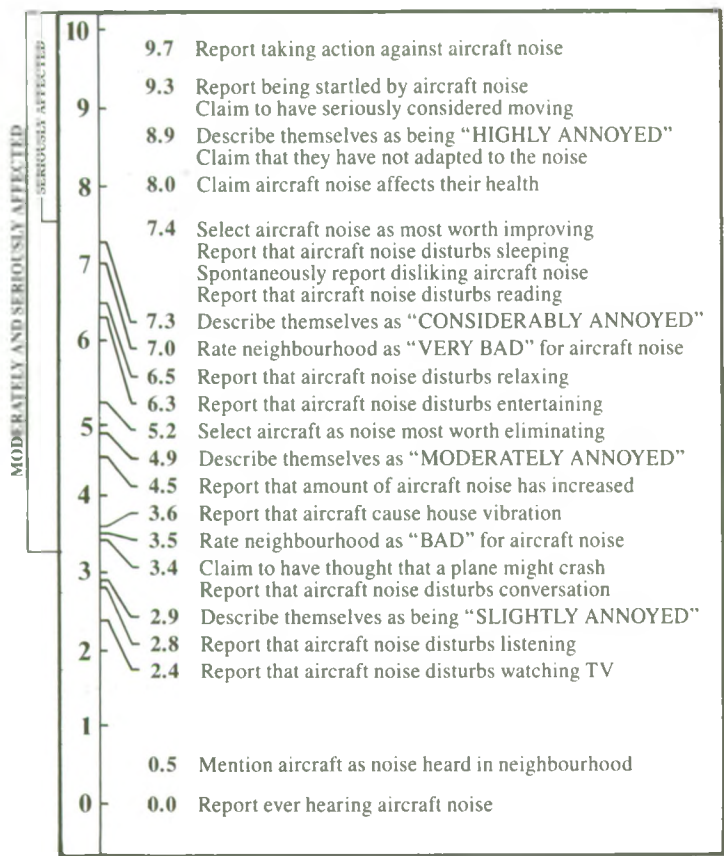 MODERATELY AND SERIOUSLY AFFECTED
SERIOUSLY AFFECTED
10
9
8
7
6
5
4
3
2
1
0
9.7 Report taking action against aircraft noise
9.3 Report being startled by aircraft noise
Claim to have seriously considered moving
8.9 Describe themselves as being “HIGHLY ANNOYED”
Claim that they have not adapted to the noise
8.0 Claim aircraft noise affects their health
7.4 Select aircraft noise as most worth improving
Report that aircraft noise disturbs sleeping
Spontaneously report disliking aircraft noise
Report that aircraft noise disturbs reading
7.3 Describe themselves as “CONSIDERABLY ANNOYED”
7.0 Rate neighbourhood as “VERY BAD” for aircraft noise
6.5 Report that aircraft noise disturbs relaxing
6.3 Report that aircraft noise disturbs entertaining
5.2 Select aircraft as noise most worth eliminating
4.9 Describe themselves as “MODERATELY ANNOYED”
4.5 Report that amount of aircraft noise has increased
3.6 Report that aircraft cause house vibration
3.5 Rate neighbourhood as “BAD” for aircraft noise
3.4 Claim to have thought that a plane might crash
Report that aircraft noise disturbs conversation
2.9 Describe themselves as being “SLIGHTLY ANNOYED”
2.8 Report that aircraft noise disturbs listening
2.4 Report that aircraft noise disturbs watching TV
0.5 Mention aircraft as noise heard in neighbourhood
0.0 Report ever hearing aircraft noise